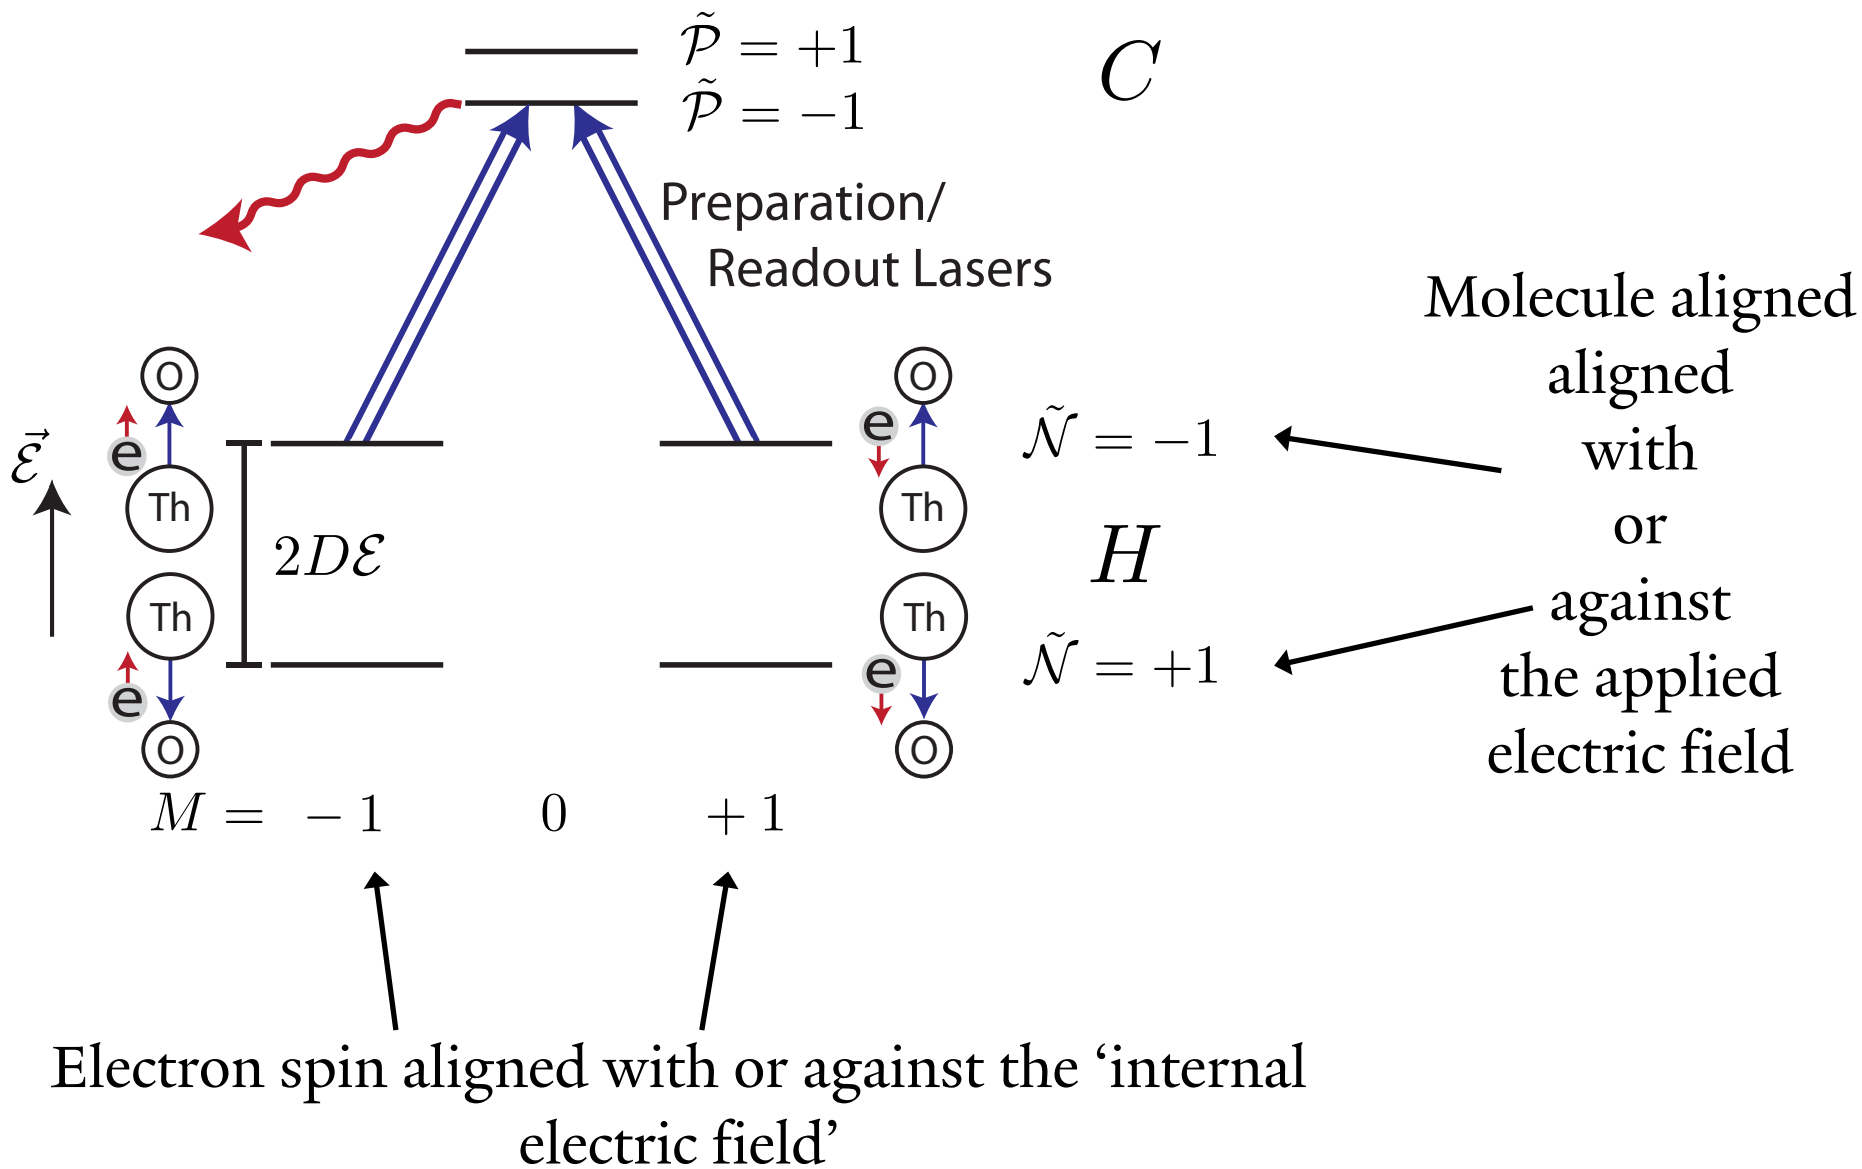 𝒫̃ = +1
𝒫̃ = −1
C
Preparation/
Readout Lasers
Molecule aligned
aligned
with
or
against
the applied
electric field
O
e
Th
ℰ⃗
2Dℰ
Th
e
O
O
e
Th
Th
e
O
𝒩̃ = −1
H
𝒩̃ = +1
M = − 1 0 + 1
Electron spin aligned with or against the ‘internal
electric field’